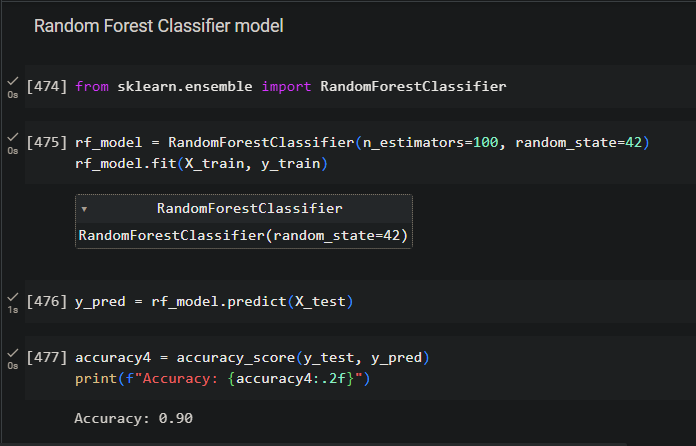 Random Forest Classifier model
0s
[474] from sklearn.ensemble import RandomForestClassifier
0s
[475] rf_model = RandomForestClassifier(n_estimators=100, random_state=42)
rf_model.fit(X_train, y_train)
RandomForestClassifier
RandomForestClassifier(random_state=42)
1s
[476] y_pred = rf_model.predict(X_test)
0s
[477] accuracy4 = accuracy_score(y_test, y_pred)
print(f"Accuracy: {accuracy4:.2f}")
Accuracy: 0.90